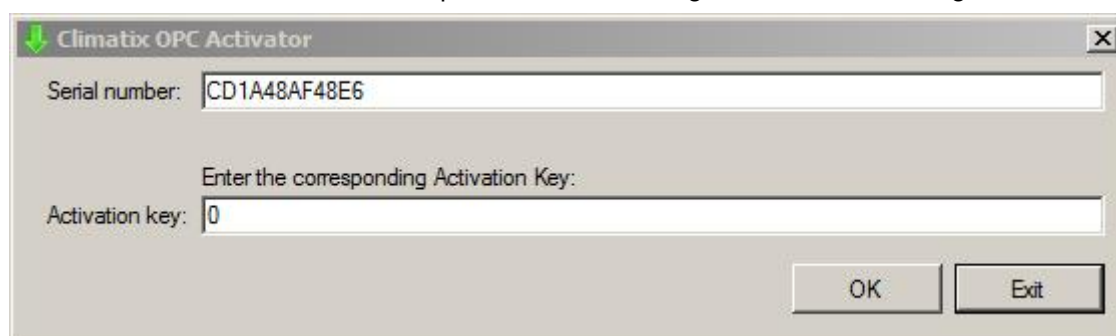 Climatix OPC Activator
Serial number: CD1A48AF48E6
Enter the corresponding Activation Key:
Activation key: 0
OK Exit